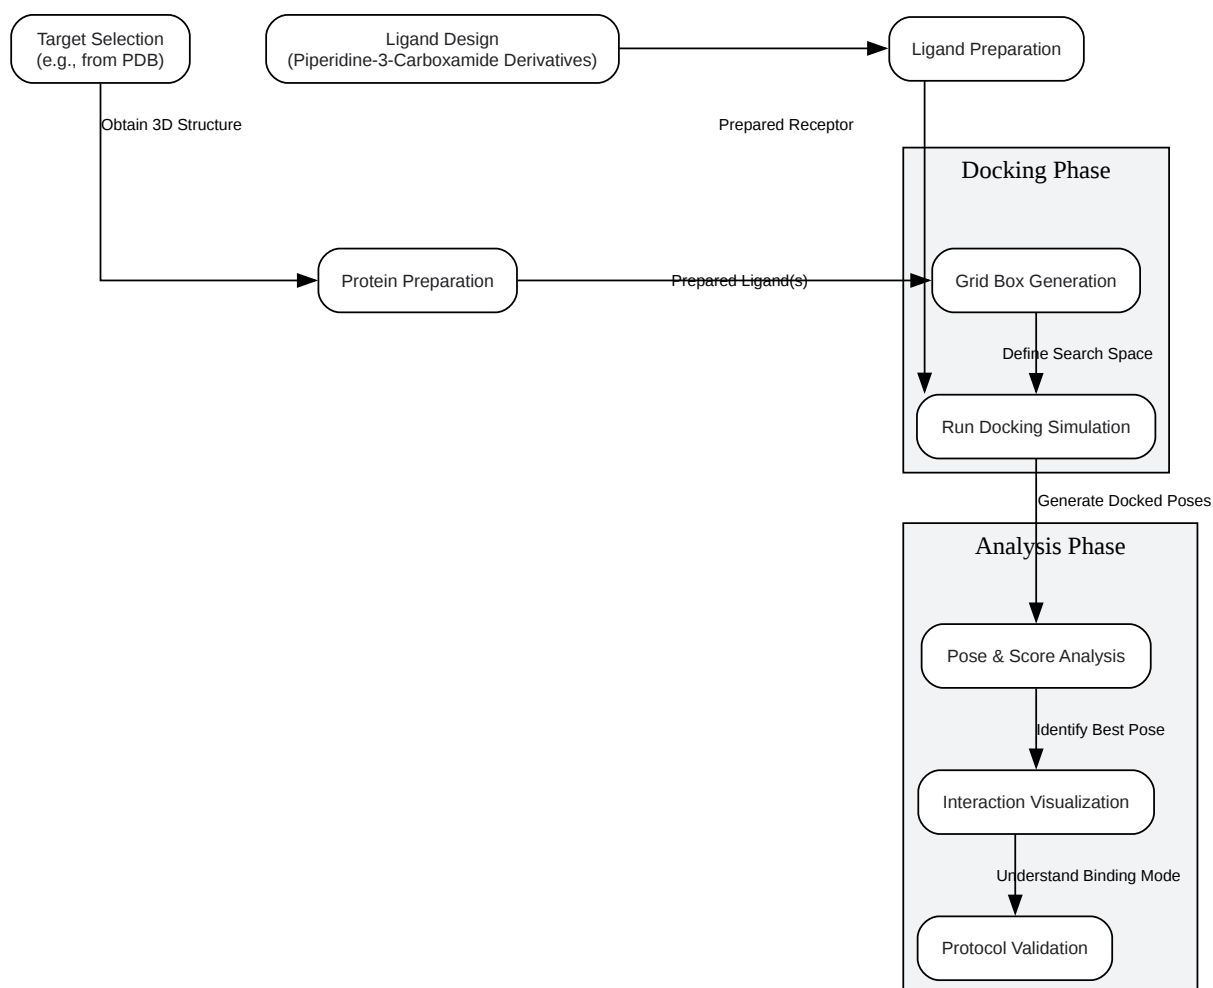 Target Selection
(e.g., from PDB)
Ligand Design
(Piperidine-3-Carboxamide Derivatives)
Ligand Preparation
Obtain 3D Structure
Prepared Receptor
Docking Phase
Protein Preparation
Prepared Ligand(s)
Grid Box Generation
Define Search Space
Run Docking Simulation
Generate Docked Poses
Analysis Phase
Pose & Score Analysis
Identify Best Pose
Interaction Visualization
Understand Binding Mode
Protocol Validation